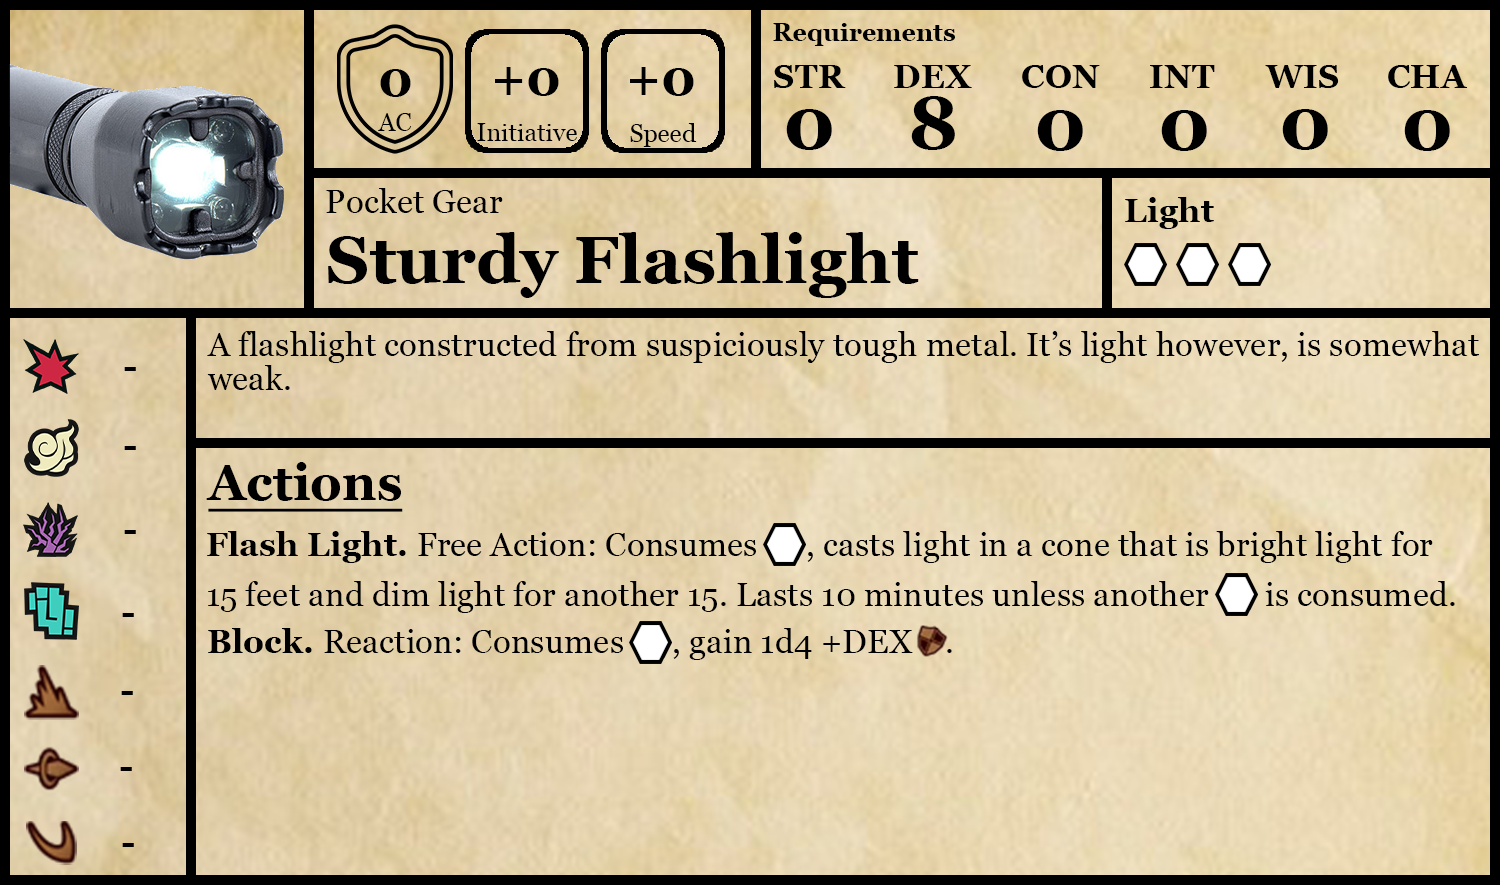 0
AC
+0
Initiative
+0
Speed
Requirements
STR DEX CON INT WIS CHA
0 8 0 0 0 0
Pocket Gear
Sturdy Flashlight
Light
-
-
-
-
-
-
-
A flashlight constructed from suspiciously tough metal. It’s light however, is somewhat
weak.
Actions
Flash Light. Free Action: Consumes , casts light in a cone that is bright light for
15 feet and dim light for another 15. Lasts 10 minutes unless another is consumed.
Block. Reaction: Consumes , gain 1d4 +DEX .